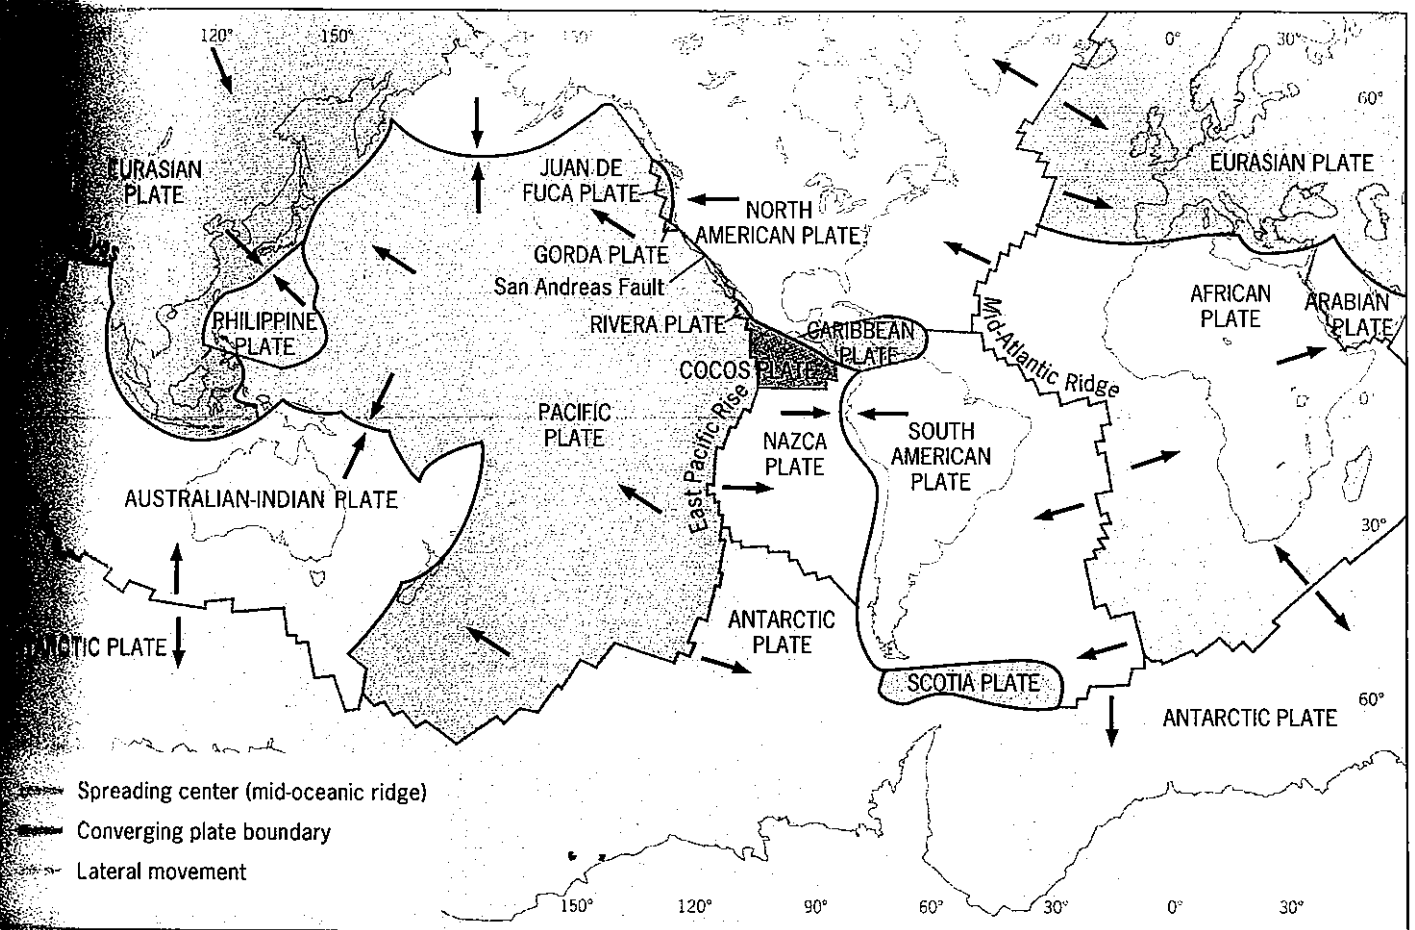 120°
150°
150°
0°
30°
60°
EURASIAN
PLATE
JUAN DE
FUCA PLATE
NORTH
AMERICAN PLATE
EURASIAN PLATE
GORDA PLATE
San Andreas Fault
RIVERA PLATE
PHILIPPINE
PLATE
CARIBBEAN
PLATE
COCOS PLATE
Mid-Atlantic Ridge
AFRICAN
PLATE
ARABIAN
PLATE
0°
PACIFIC
PLATE
East Pacific Rise
NAZCA
PLATE
SOUTH
AMERICAN
PLATE
AUSTRALIAN-INDIAN PLATE
30°
ANTARCTIC
PLATE
PLATE
SCOTIA PLATE
60°
ANTARCTIC PLATE
Spreading center (mid-oceanic ridge)
Converging plate boundary
Lateral movement
150°
120°
90°
60°
30°
0°
30°